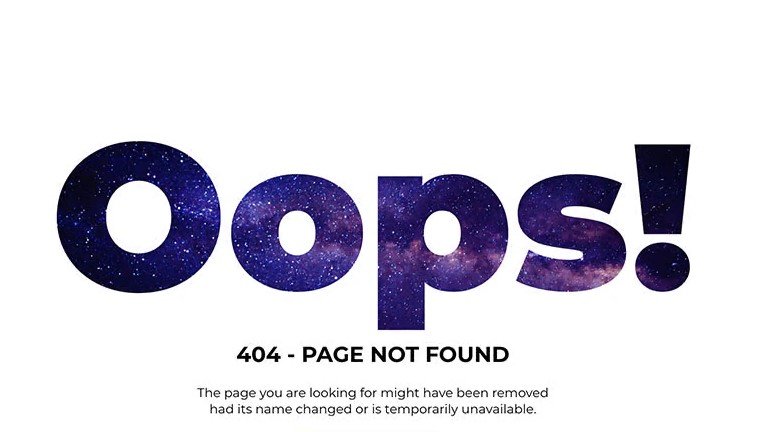 Oops!
404 - PAGE NOT FOUND
The page you are looking for might have been removed
had its name changed or is temporarily unavailable.